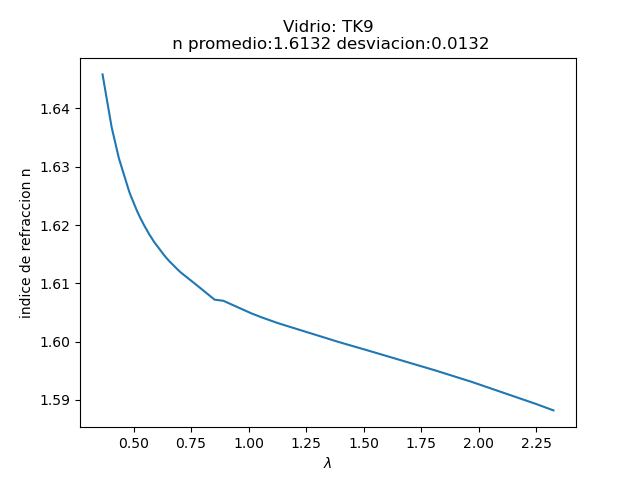 Vidrio: TK9
n promedio:1.6132 desviacion:0.0132
1.64
1.63
1.62
1.61
1.60
1.59
indice de refraccion n
0.50 0.75 1.00 1.25 1.50 1.75 2.00 2.25
λ